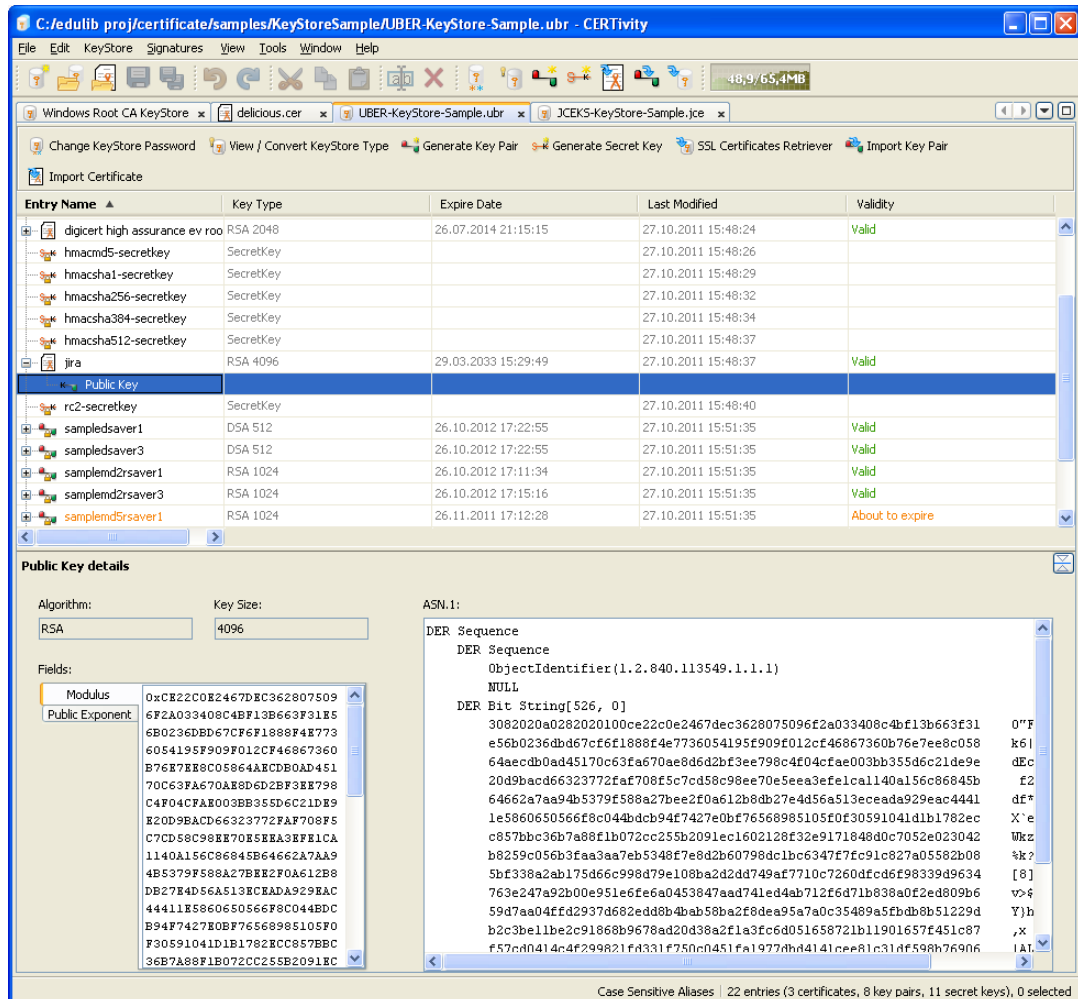 C:/edulib proj/certificate/samples/KeyStoreSample/UBER-KeyStore-Sample.ubr - CERTivity
File Edit KeyStore Signatures View Tools Window Help
48,9/65,4MB
Windows Root CA KeyStore x delicious.cer x UBER-KeyStore-Sample.ubr x JCEKS-KeyStore-Sample.jce x
Change KeyStore Password View / Convert KeyStore Type Generate Key Pair Generate Secret Key SSL Certificates Retriever Import Key Pair
Import Certificate
Entry Name Key Type Expire Date Last Modified Validity
digicert high assurance ev roo RSA 2048 26.07.2014 21:15:15 27.10.2011 15:48:24 Valid
hmacmd5-secretkey SecretKey 27.10.2011 15:48:26
hmacsha1-secretkey SecretKey 27.10.2011 15:48:29
hmacsha256-secretkey SecretKey 27.10.2011 15:48:32
hmacsha384-secretkey SecretKey 27.10.2011 15:48:34
hmacsha512-secretkey SecretKey 27.10.2011 15:48:37
jira RSA 4096 29.03.2033 15:29:49 27.10.2011 15:48:37 Valid
Public Key
rc2-secretkey SecretKey 27.10.2011 15:48:40
sampledsaver1 DSA 512 26.10.2012 17:22:55 27.10.2011 15:51:35 Valid
sampledsaver3 DSA 512 26.10.2012 17:22:55 27.10.2011 15:51:35 Valid
samplemd2rsaver1 RSA 1024 26.10.2012 17:11:34 27.10.2011 15:51:35 Valid
samplemd2rsaver3 RSA 1024 26.10.2012 17:15:16 27.10.2011 15:51:35 Valid
samplemd5rsaver1 RSA 1024 26.11.2011 17:12:28 27.10.2011 15:51:35 About to expire
Public Key details
Algorithm: Key Size:
RSA 4096
Fields:
Modulus
Public Exponent
0xCE22C0E2467DEC362807509
6F2A033408C4BF13B663F31E5
6B0236DBD67CF6F1888F4E773
6054195F909F012CF46867360
B76E7EE8C05864AECDB0AD451
70C63FA670AE8D6D2BF3EE798
C4F04CFAE003BB355D6C21DE9
E20D9BACD66323772FAF708F5
C7CD58C98EE70E5EEA3EFE1CA
1140A156C86845B64662A7AA9
4B5379F588A27BEE2F0A612B8
DB27E4D56A513ECEADA929EAC
44411E5860650566F8C044BDC
B94F7427E0BF76568985105F0
F30591041D1B1782ECC857BBC
36B7A88F1B072CC255B2091EC
ASN.1:
DER Sequence
DER Sequence
ObjectIdentifier(1.2.840.113549.1.1.1)
NULL
DER Bit String[526, 0]
3082020a0282020100ce22c0e2467dec3628075096f2a033408c4bf13b663f31 0"F
e56b0236dbd67cf6f1888f4e7736054195f909f012cf46867360b76e7ee8c058 k6|
64aecdb0ad45170c63fa670ae8d6d2bf3ee798c4f04cfae003bb355d6c21de9e dEc
20d9bacd66323772faf708f5c7cd58c98ee70e5eea3efe1ca1140a156c86845b f2
64662a7aa94b5379f588a27bee2f0a612b8db27e4d56a513eceada929eac4441 df*
1e5860650566f8c044bdcb94f7427e0bf76568985105f0f30591041d1b1782ec X`e
c857bbc36b7a88f1b072cc255b2091ec1602128f32e9171848d0c7052e023042 Wkz
b8259c056b3faa3aa7eb5348f7e8d2b60798dc1bc6347f7fc91c827a05582b08 %k?
5bf338a2ab175d66c998d79e108ba2d2dd749af7710c7260dfcd6f98339d9634 [8]
763e247a92b00e951e6fe6a0453847aad741ed4ab712f6d71b838a0f2ed809b6 v>$
59d7aa04ffd2937d682edd8b4bab58ba2f8dea95a7a0c35489a5fbdb8b51229d Y}h
b2c3be11be2c91868b9678ad20d38a2f1a3fc6d051658721b11901657f451c87 ,x
f57cd0414c4f299821fd331f750c0451fa1977dbd4141cee81c31df598b76906 |AL
Case Sensitive Aliases 22 entries (3 certificates, 8 key pairs, 11 secret keys), 0 selected